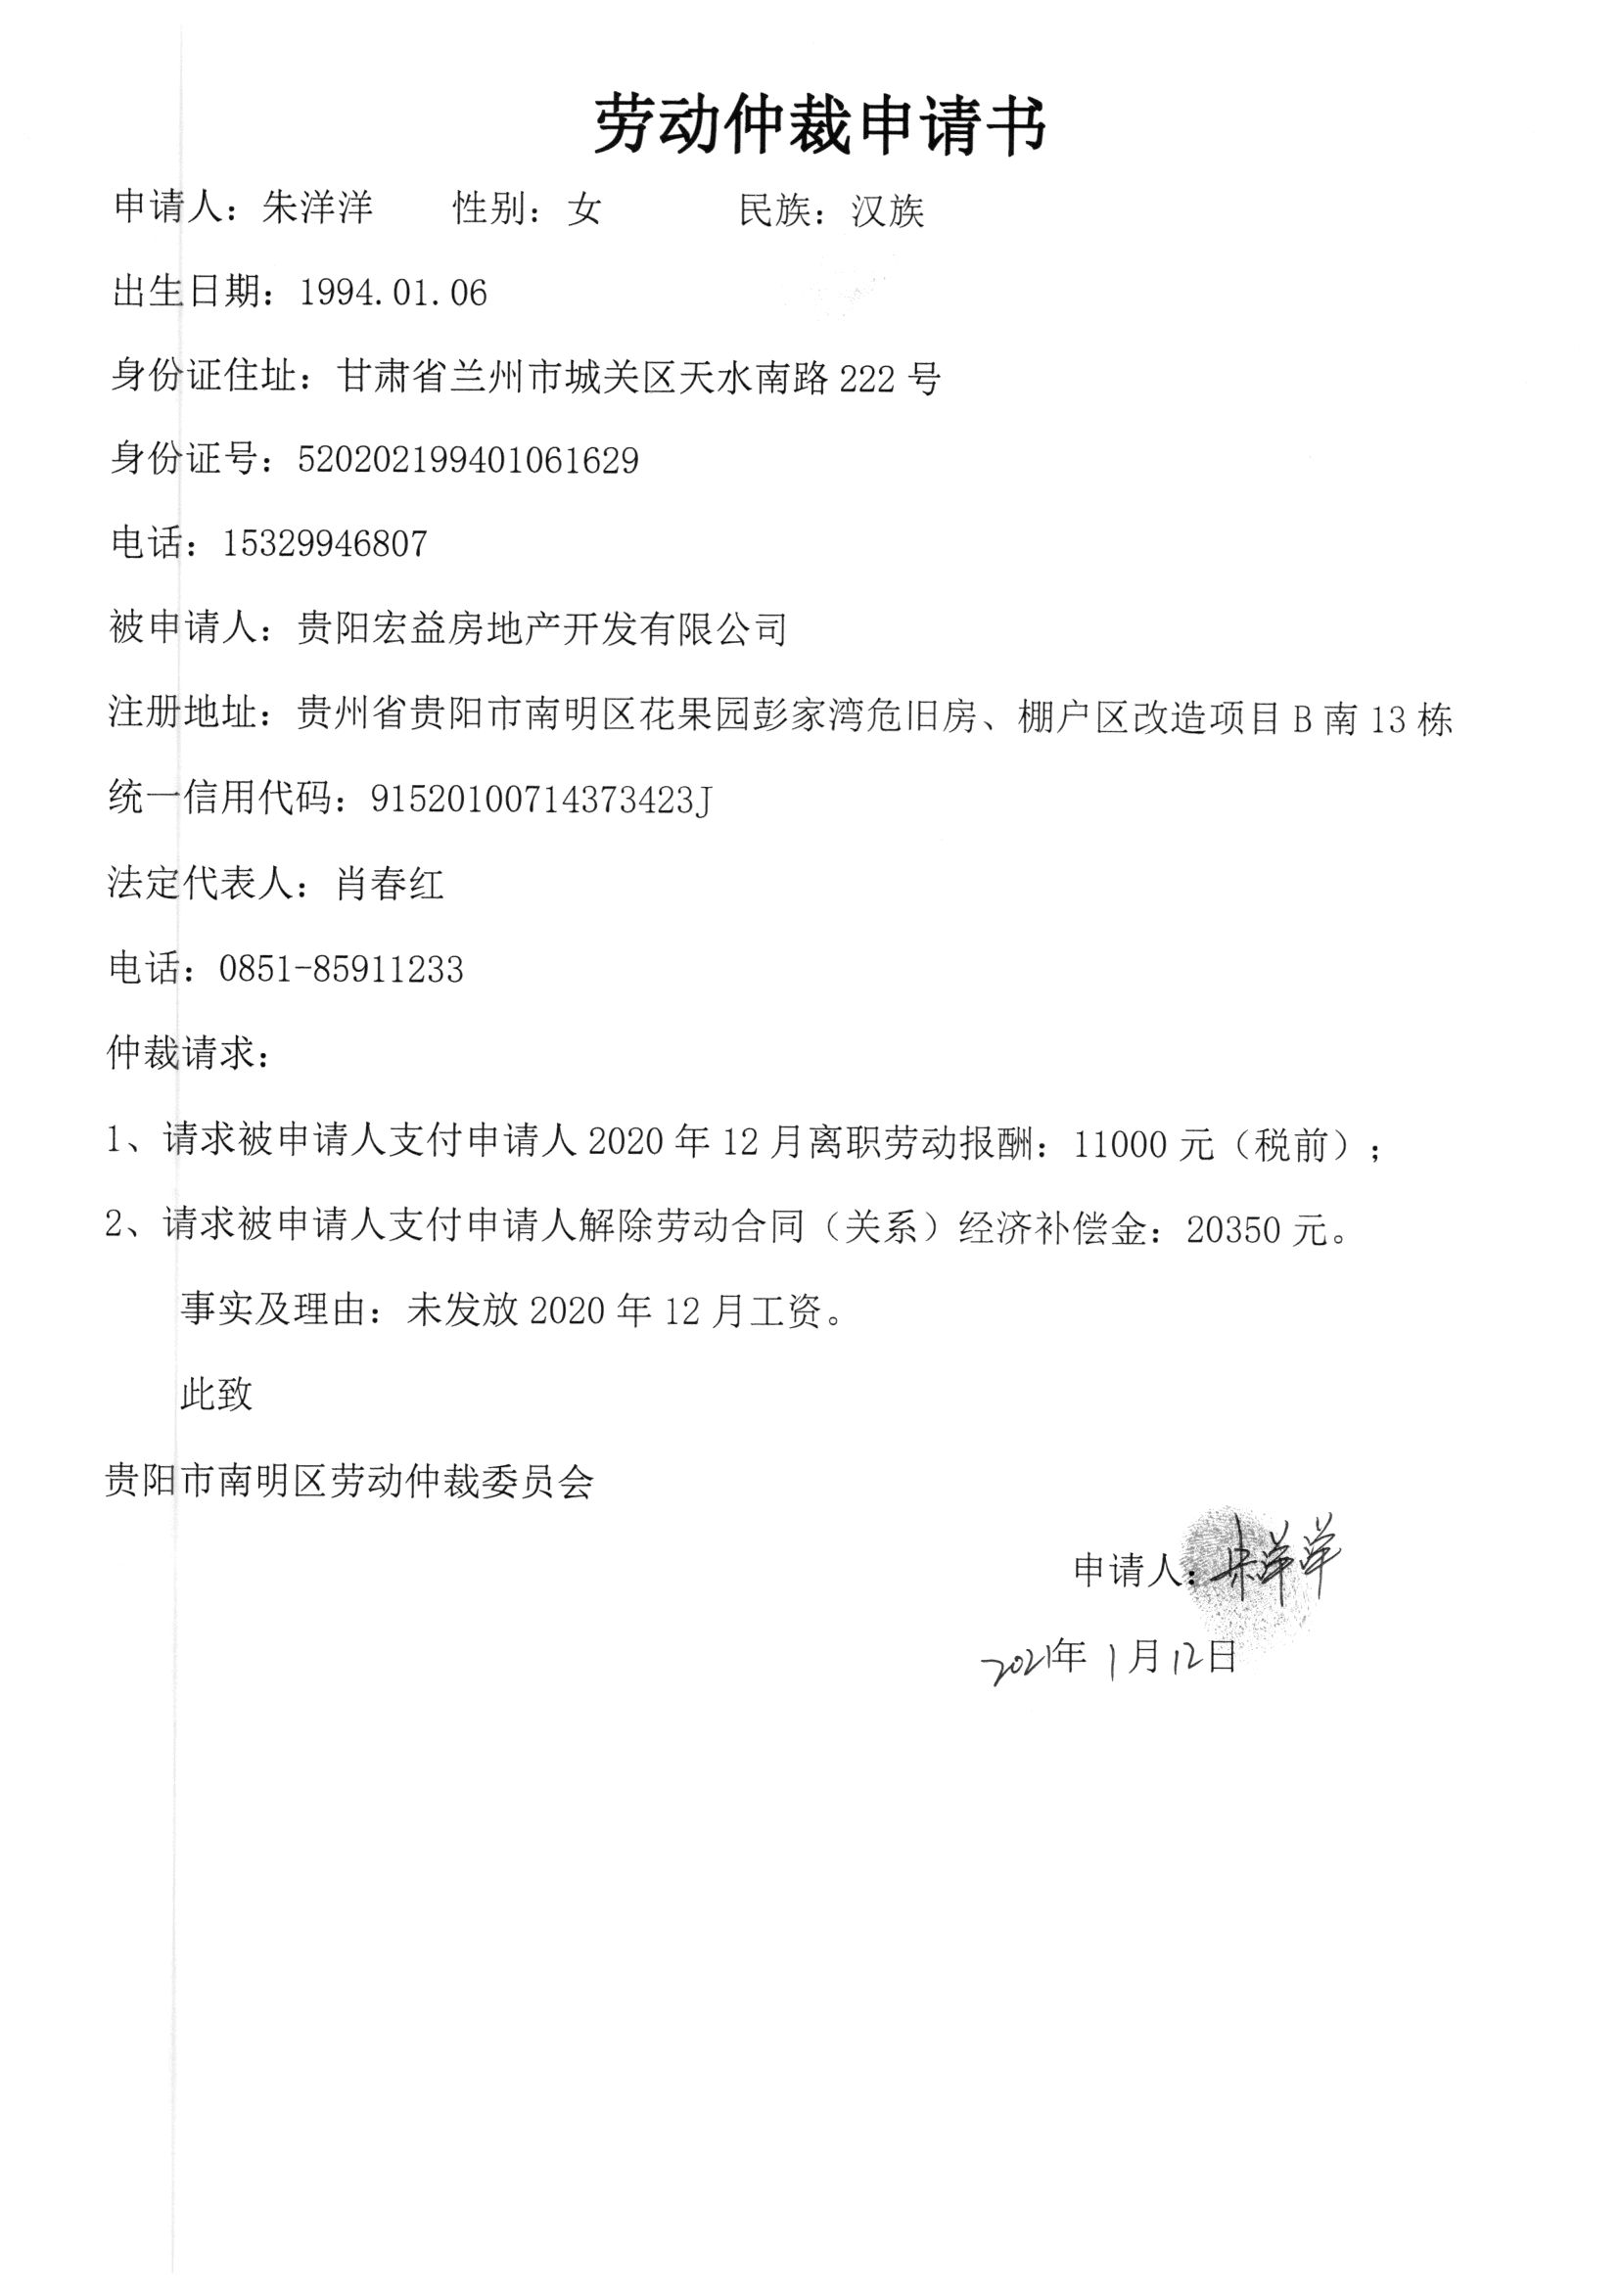 劳动仲裁申请书
申请人：朱洋洋 性别：女 民族：汉族
出生日期：1994.01.06
身份证住址：甘肃省兰州市城关区天水南路 222 号
身份证号：520202199401061629
电话：15329946807
被申请人：贵阳宏益房地产开发有限公司
注册地址：贵州省贵阳市南明区花果园彭家湾危旧房、棚户区改造项目 B 南 13 栋
统一信用代码：91520100714373423J
法定代表人：肖春红
电话：0851-85911233
仲裁请求：
1、请求被申请人支付申请人 2020 年 12 月离职劳动报酬：11000 元（税前）；
2、请求被申请人支付申请人解除劳动合同（关系）经济补偿金：20350 元。
事实及理由：未发放 2020 年 12 月工资。
此致
贵阳市南明区劳动仲裁委员会
申请人：朱洋洋
2021年 1 月 12日